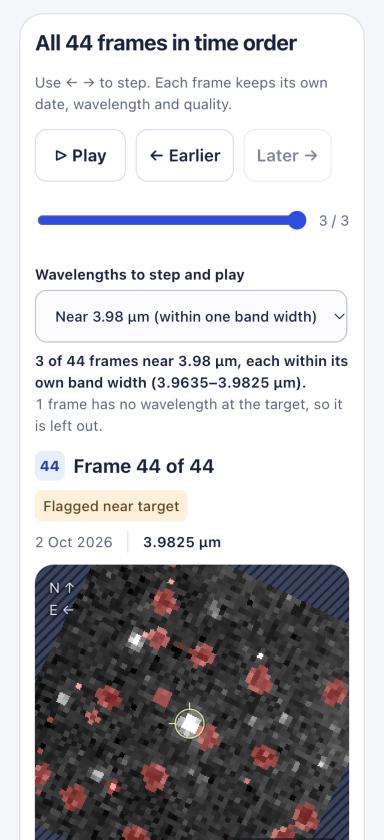 All 44 frames in time order
Use ← → to step. Each frame keeps its own
date, wavelength and quality.
▷ Play
← Earlier
Later →
3 / 3
Wavelengths to step and play
Near 3.98 µm (within one band width)
3 of 44 frames near 3.98 µm, each within its
own band width (3.9635–3.9825 µm).
1 frame has no wavelength at the target, so it
is left out.
44 Frame 44 of 44
Flagged near target
2 Oct 2026 3.9825 µm
N ↑
E ←